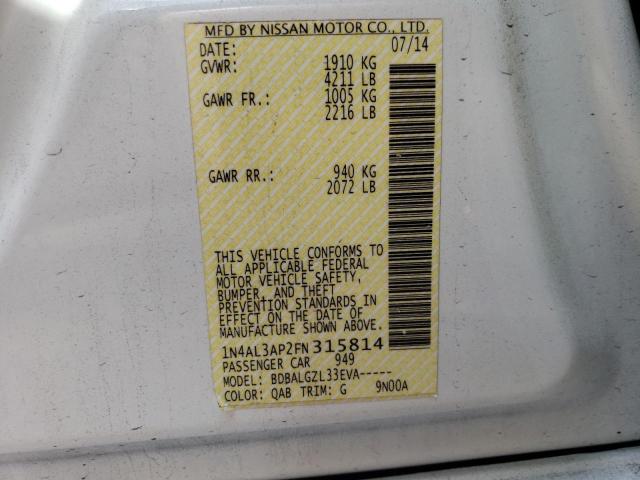 MFD BY NISSAN MOTOR CO., LTD.
DATE: 07/14
GVWR: 1910 KG
4211 LB
GAWR FR.: 1005 KG
2216 LB
GAWR RR.: 940 KG
2072 LB
THIS VEHICLE CONFORMS TO
ALL APPLICABLE FEDERAL
MOTOR VEHICLE SAFETY,
BUMPER, AND THEFT
PREVENTION STANDARDS IN
EFFECT ON THE DATE OF
MANUFACTURE SHOWN ABOVE.
1N4AL3AP2FN315814
PASSENGER CAR 949
MODEL: BDBALGZL33EVA-----
COLOR: QAB TRIM: G 9N00A